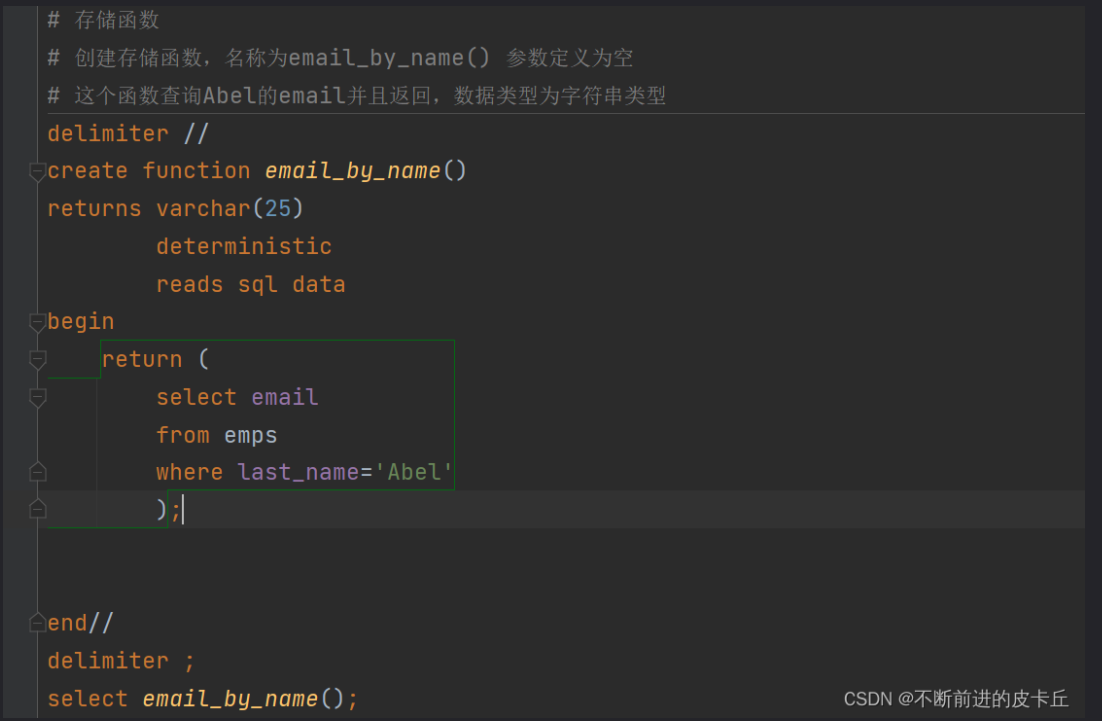 # 存储函数
# 创建存储函数，名称为email_by_name() 参数定义为空
# 这个函数查询Abel的email并且返回，数据类型为字符串类型
delimiter //
create function email_by_name()
returns varchar(25)
        deterministic
        reads sql data
begin
    return (
        select email
        from emps
        where last_name='Abel'
        );
end//
delimiter ;
select email_by_name();
CSDN @不断前进的皮卡丘